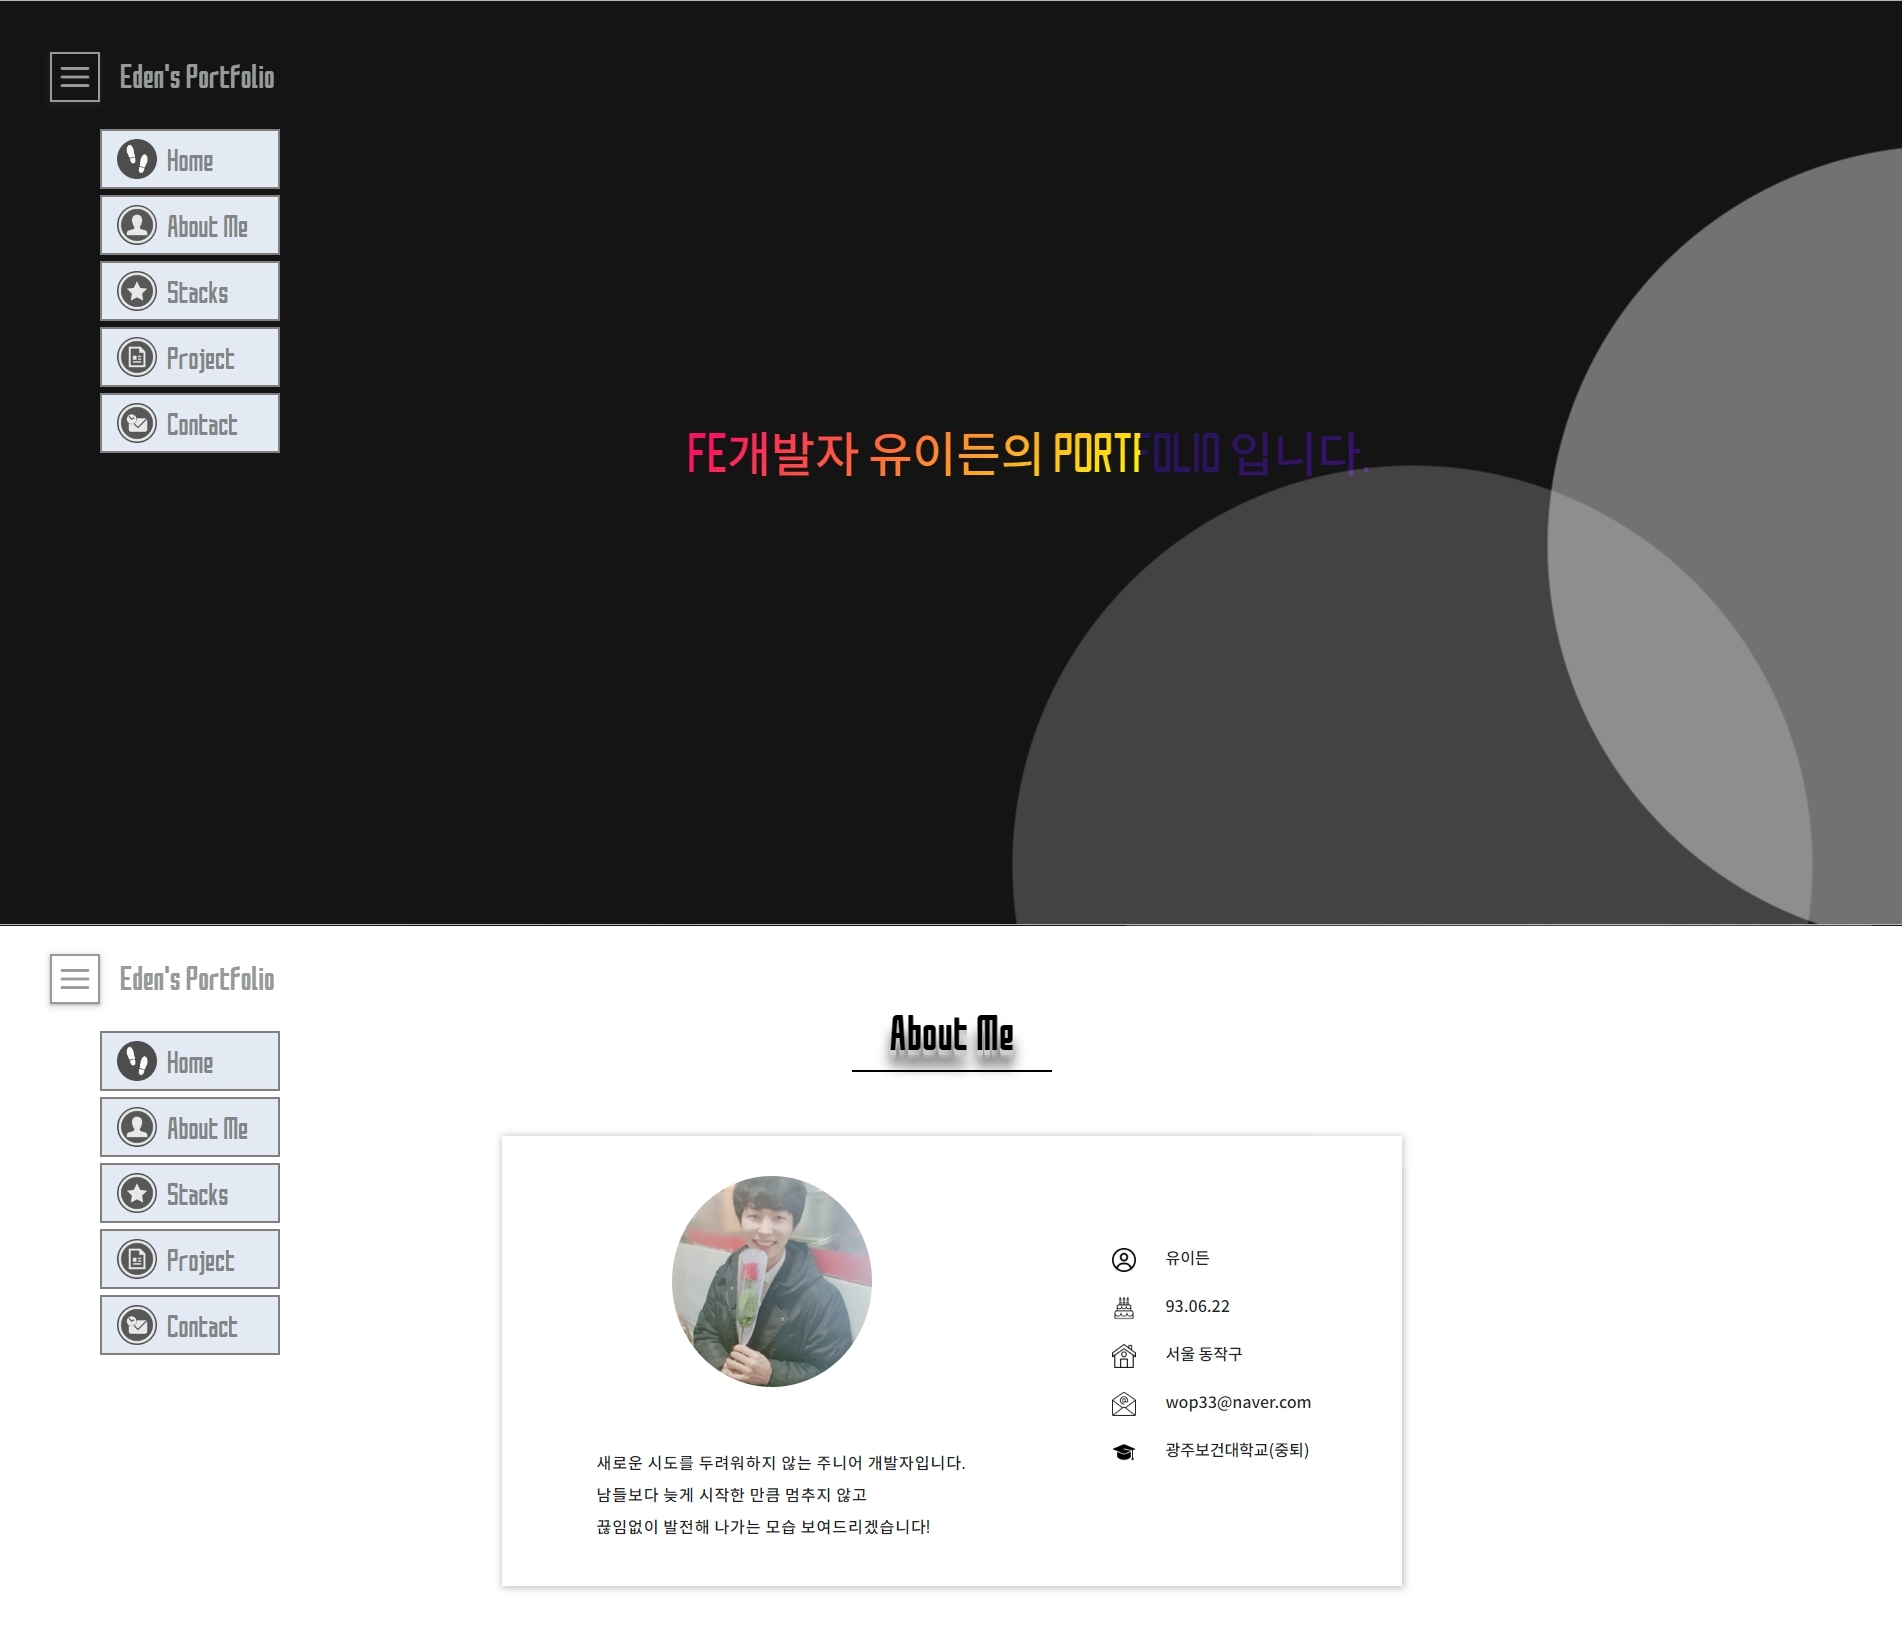 Eden's Portfolio
Home
About Me
Stacks
Project
Contact
FE개발자 유이든의 PORTFOLIO 입니다.
Eden's Portfolio
Home
About Me
Stacks
Project
Contact
About Me
유이든
93.06.22
서울 동작구
wop33@naver.com
광주보건대학교(중퇴)
새로운 시도를 두려워하지 않는 주니어 개발자입니다.
남들보다 늦게 시작한 만큼 멈추지 않고
끊임없이 발전해 나가는 모습 보여드리겠습니다!